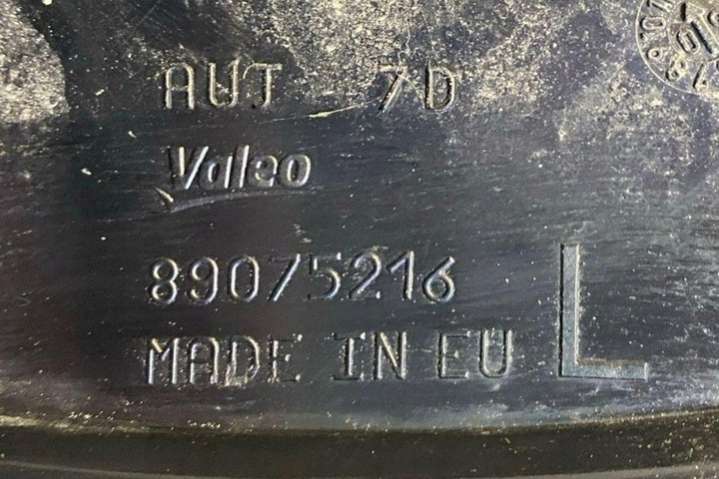 AUT 7D
Valeo
89075216
MADE IN EU
L